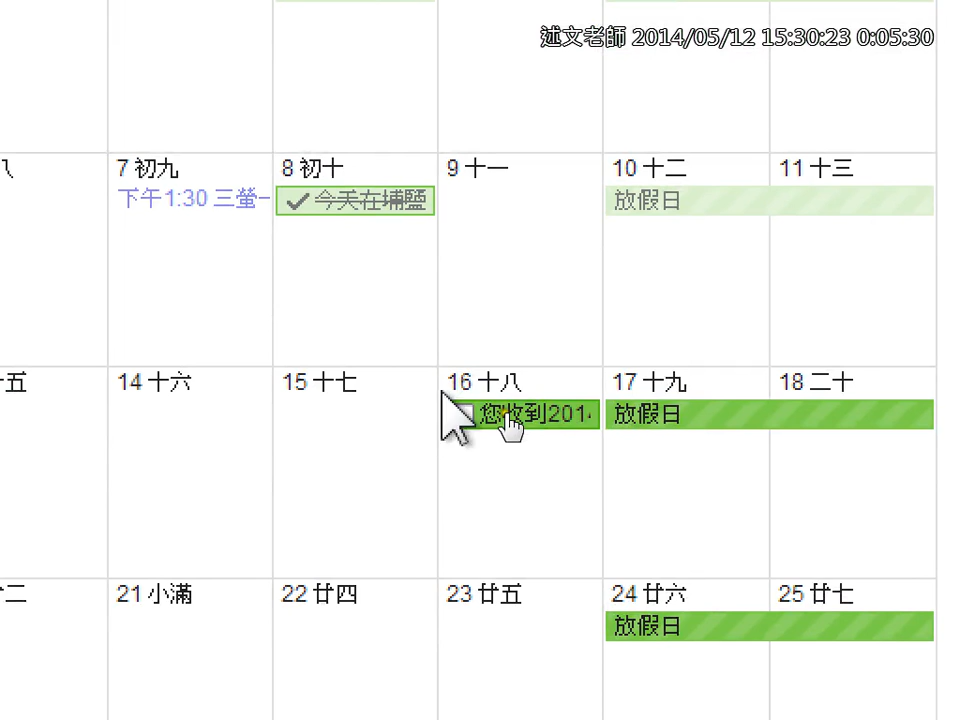 述文老師 2014/05/12 15:30:23 0:05:30
7 初九
8 初十
9 十一
10 十二
11 十三
下午1:30 三螢
今天在埔鹽
放假日
五
14 十六
15 十七
16 十八
17 十九
18 二十
您收到201
放假日
二
21 小滿
22 廿四
23 廿五
24 廿六
25 廿七
放假日